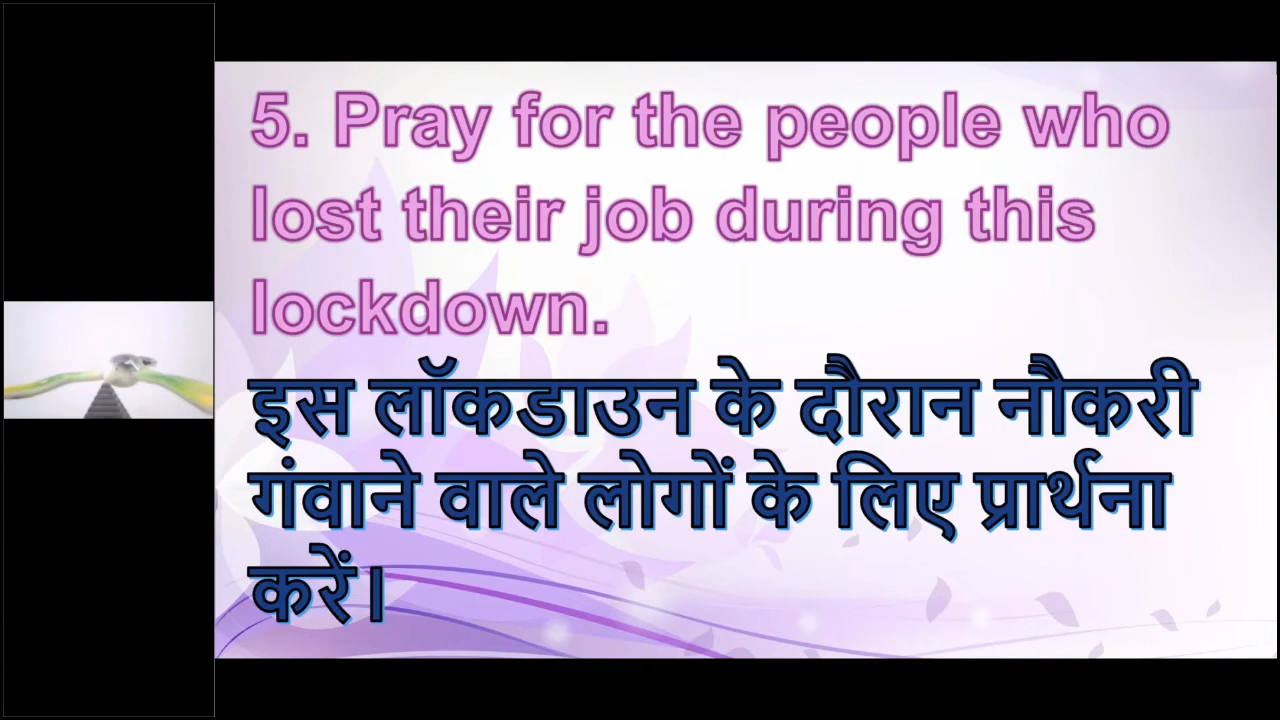 5. Pray for the people who
lost their job during this
lockdown.
इस लॉकडाउन के दौरान नौकरी
गंवाने वाले लोगों के लिए प्रार्थना
करें।